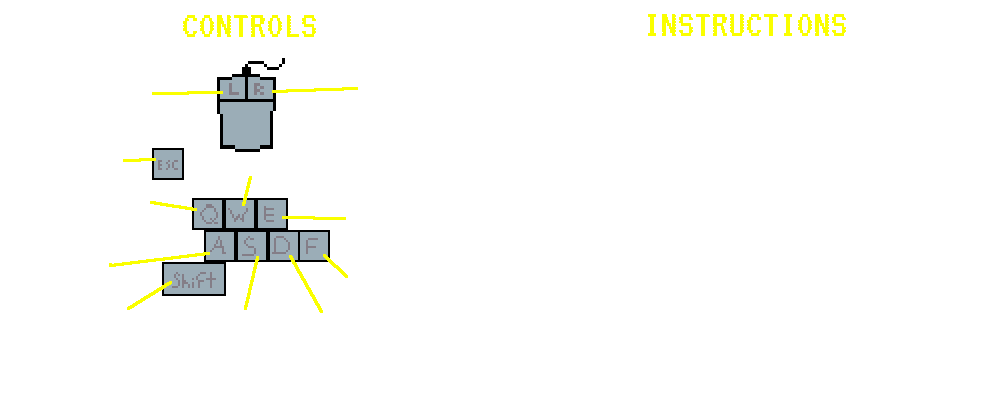 CONTROLS INSTRUCTIONS
L R
ESC
Q W E
A S D F
Shift